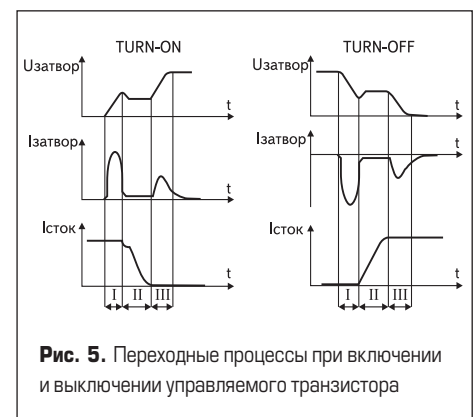 TURN-ON
Uзатвор
t
Iзатвор
t
Iсток
t
I II III
TURN-OFF
Uзатвор
t
Iзатвор
t
Iсток
t
I II III
Рис. 5. Переходные процессы при включении
и выключении управляемого транзистора